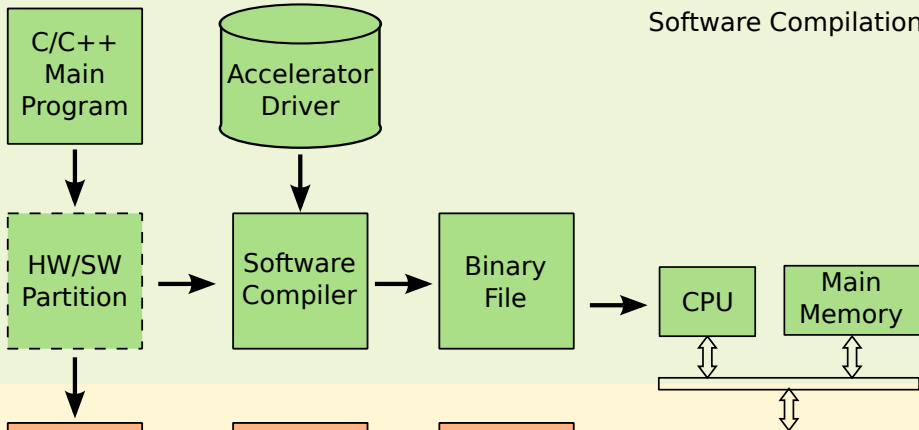 Software Compilation
C/C++
Main
Program
Accelerator
Driver
HW/SW
Partition
Software
Compiler
Binary
File
CPU
Main
Memory